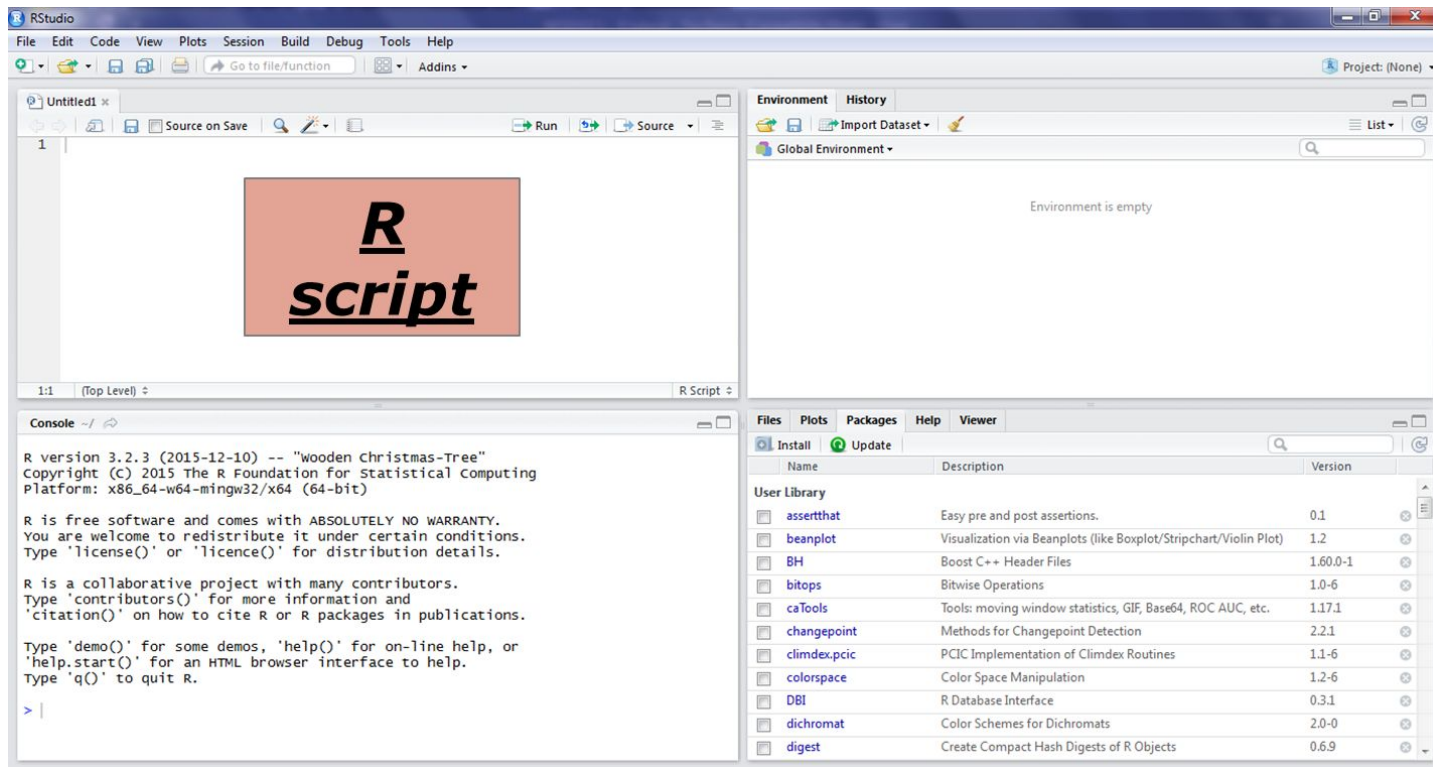 RStudio
File Edit Code View Plots Session Build Debug Tools Help
Go to file/function Addins Project: (None)
Untitled1
Source on Save Run Source
1
R
script
1:1 (Top Level) R Script
Console ~/
R version 3.2.3 (2015-12-10) -- "Wooden Christmas-Tree"
Copyright (C) 2015 The R Foundation for Statistical Computing
Platform: x86_64-w64-mingw32/x64 (64-bit)
R is free software and comes with ABSOLUTELY NO WARRANTY.
You are welcome to redistribute it under certain conditions.
Type 'license()' or 'licence()' for distribution details.
R is a collaborative project with many contributors.
Type 'contributors()' for more information and
'citation()' on how to cite R or R packages in publications.
Type 'demo()' for some demos, 'help()' for on-line help, or
'help.start()' for an HTML browser interface to help.
Type 'q()' to quit R.
>
Environment History
Import Dataset List
Global Environment
Environment is empty
Files Plots Packages Help Viewer
Install Update
Name Description Version
User Library
assertthat Easy pre and post assertions. 0.1
beanplot Visualization via Beanplots (like Boxplot/Stripchart/Violin Plot) 1.2
BH Boost C++ Header Files 1.60.0-1
bitops Bitwise Operations 1.0-6
caTools Tools: moving window statistics, GIF, Base64, ROC AUC, etc. 1.17.1
changepoint Methods for Changepoint Detection 2.2.1
climdex.pcic PCIC Implementation of Climdex Routines 1.1-6
colorspace Color Space Manipulation 1.2-6
DBI R Database Interface 0.3.1
dichromat Color Schemes for Dichromats 2.0-0
digest Create Compact Hash Digests of R Objects 0.6.9